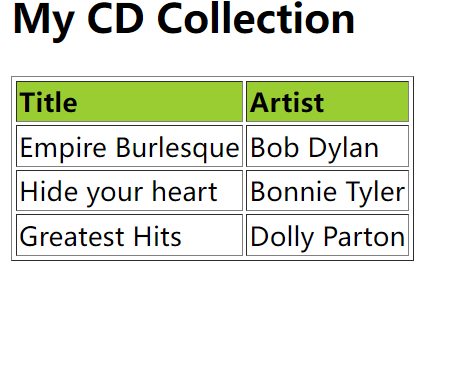 My CD Collection
Title Artist
Empire Burlesque Bob Dylan
Hide your heart Bonnie Tyler
Greatest Hits Dolly Parton